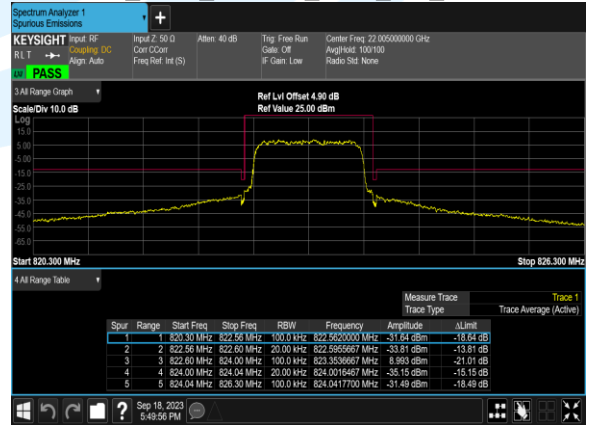 Spectrum Analyzer 1
Spurious Emissions
+
KEYSIGHT Input: RF Input Z: 50 Ω Atten: 40 dB Trig: Free Run Center Freq: 22.005000000 GHz
RLT Coupling: DC Corr CCorr Gate: Off Avg|Hold: 100/100
Align: Auto Freq Ref: Int (S) IF Gain: Low Radio Std: None
PASS
3 All Range Graph
Ref Lvl Offset 4.90 dB
Scale/Div 10.0 dB Ref Value 25.00 dBm
Log
15.0
5.00
-5.00
-15.0
-25.0
-35.0
-45.0
-55.0
-65.0
Start 820.300 MHz Stop 826.300 MHz
4 All Range Table
Measure Trace Trace 1
Trace Type Trace Average (Active)
Spur Range Start Freq Stop Freq RBW Frequency Amplitude ΔLimit
1 1 820.30 MHz 822.56 MHz 100.0 kHz 822.5620000 MHz -31.64 dBm -18.64 dB
2 2 822.56 MHz 822.60 MHz 20.00 kHz 822.5955667 MHz -33.81 dBm -13.81 dB
3 3 822.60 MHz 824.00 MHz 100.0 kHz 823.3536667 MHz 8.993 dBm -21.01 dB
4 4 824.00 MHz 824.04 MHz 20.00 kHz 824.0016467 MHz -35.15 dBm -15.15 dB
5 5 824.04 MHz 826.30 MHz 100.0 kHz 824.0417700 MHz -31.49 dBm -18.49 dB
?
Sep 18, 2023
5:49:56 PM